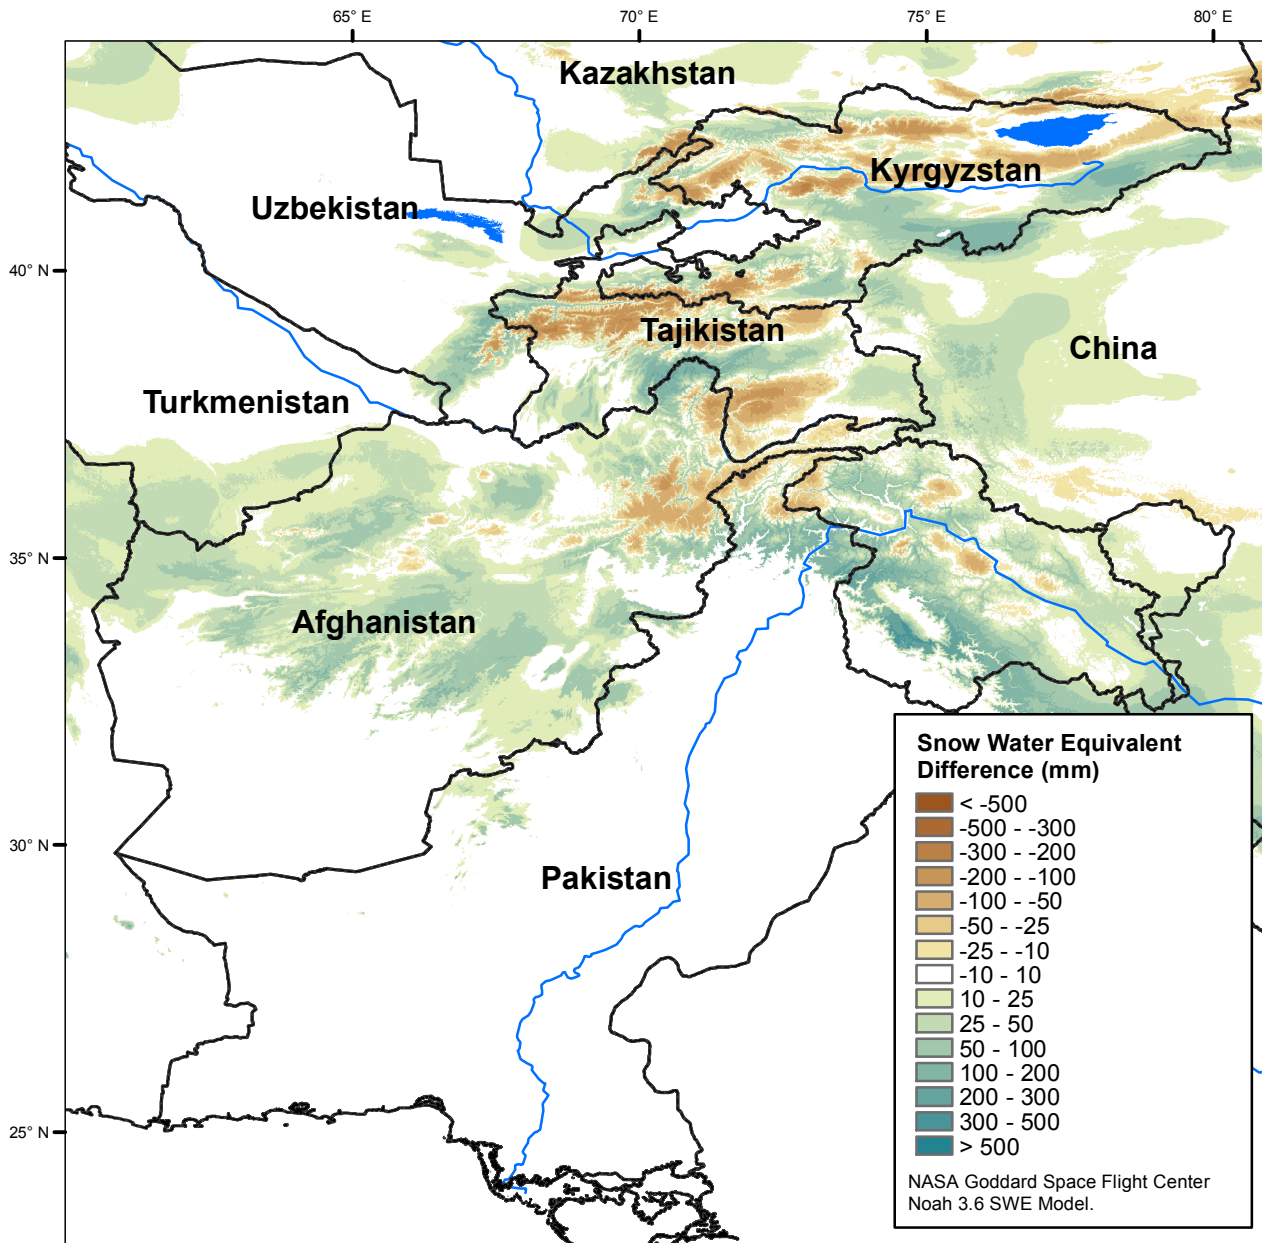 65° E
70° E
75° E
80° E
Kazakhstan
Kyrgyzstan
Uzbekistan
40° N
Tajikistan
China
Turkmenistan
35° N
Afghanistan
30° N
Pakistan
25° N
Snow Water Equivalent
Difference (mm)
< -500
-500 - -300
-300 - -200
-200 - -100
-100 - -50
-50 - -25
-25 - -10
-10 - 10
10 - 25
25 - 50
50 - 100
100 - 200
200 - 300
300 - 500
> 500
NASA Goddard Space Flight Center
Noah 3.6 SWE Model.